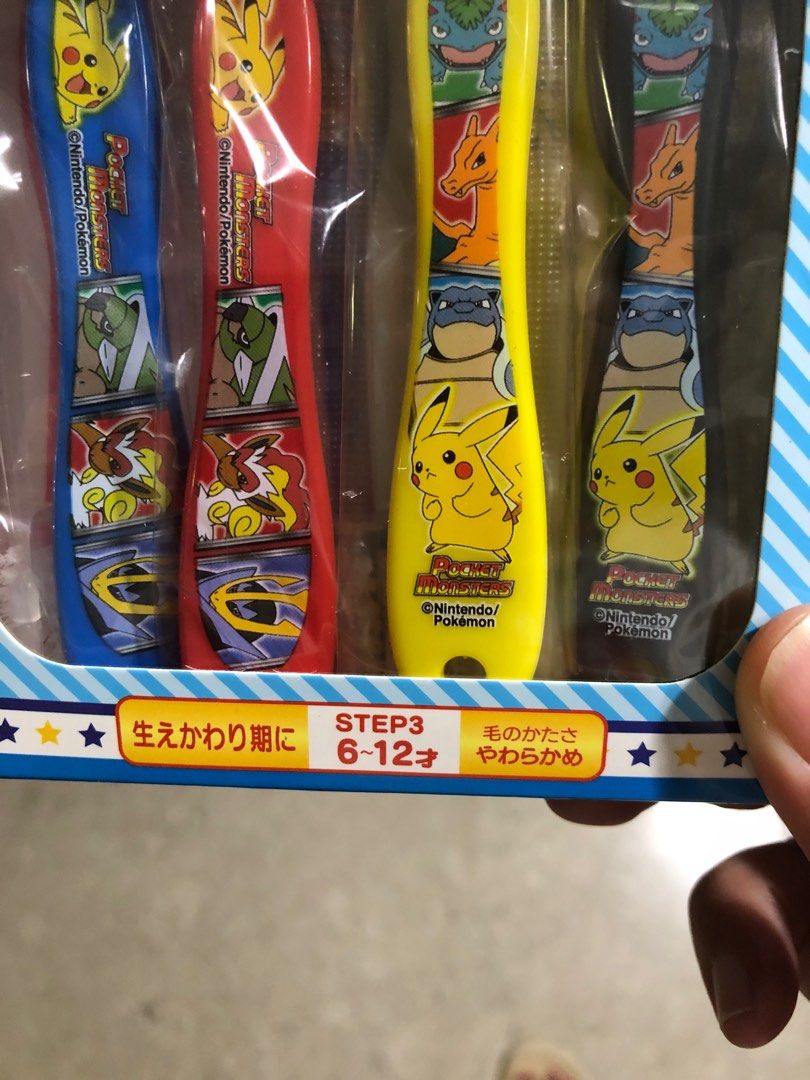 POCKET
MONSTERS
©Nintendo/Pokémon
POCKET
MONSTERS
©Nintendo/Pokémon
POCKET
MONSTERS
©Nintendo/
Pokémon
POCKET
MONSTERS
©Nintendo/
Pokémon
生えかわり期に
STEP3
6~12才
毛のかたさ
やわらかめ